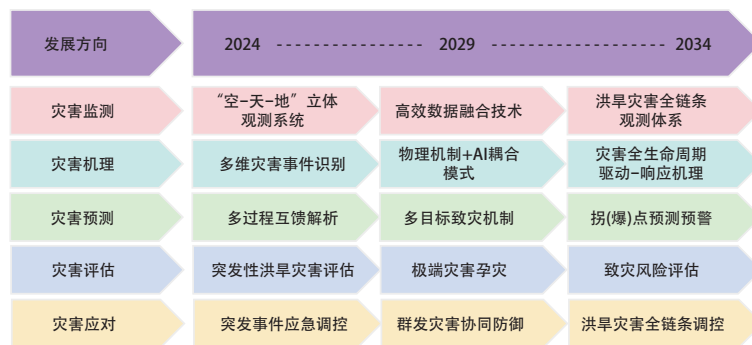 发展方向
2024 ---------------- 2029 ------------------- 2034
灾害监测
“空-天-地”立体
观测系统
高效数据融合技术
洪旱灾害全链条
观测体系
灾害机理
多维灾害事件识别
物理机制+AI耦合
模式
灾害全生命周期
驱动-响应机理
灾害预测
多过程互馈解析
多目标致灾机制
拐(爆)点预测预警
灾害评估
突发性洪旱灾害评估
极端灾害孕灾
致灾风险评估
灾害应对
突发事件应急调控
群发灾害协同防御
洪旱灾害全链条调控